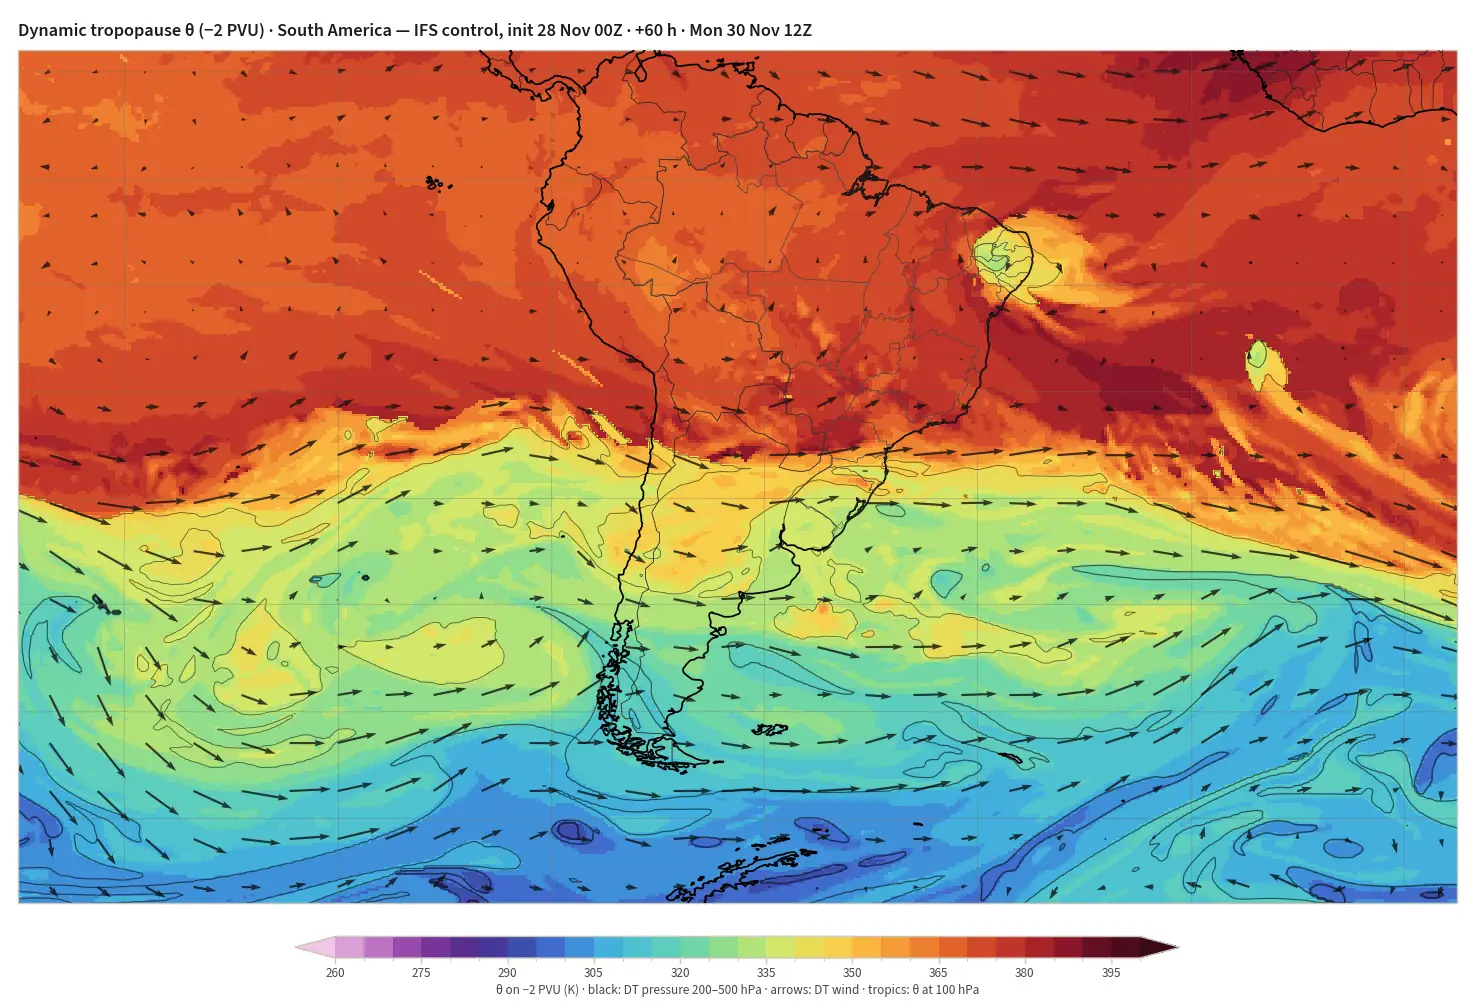 Dynamic tropopause θ (−2 PVU) · South America — IFS control, init 28 Nov 00Z · +60 h · Mon 30 Nov 12Z
260 275 290 305 320 335 350 365 380 395
θ on −2 PVU (K) · black: DT pressure 200–500 hPa · arrows: DT wind · tropics: θ at 100 hPa